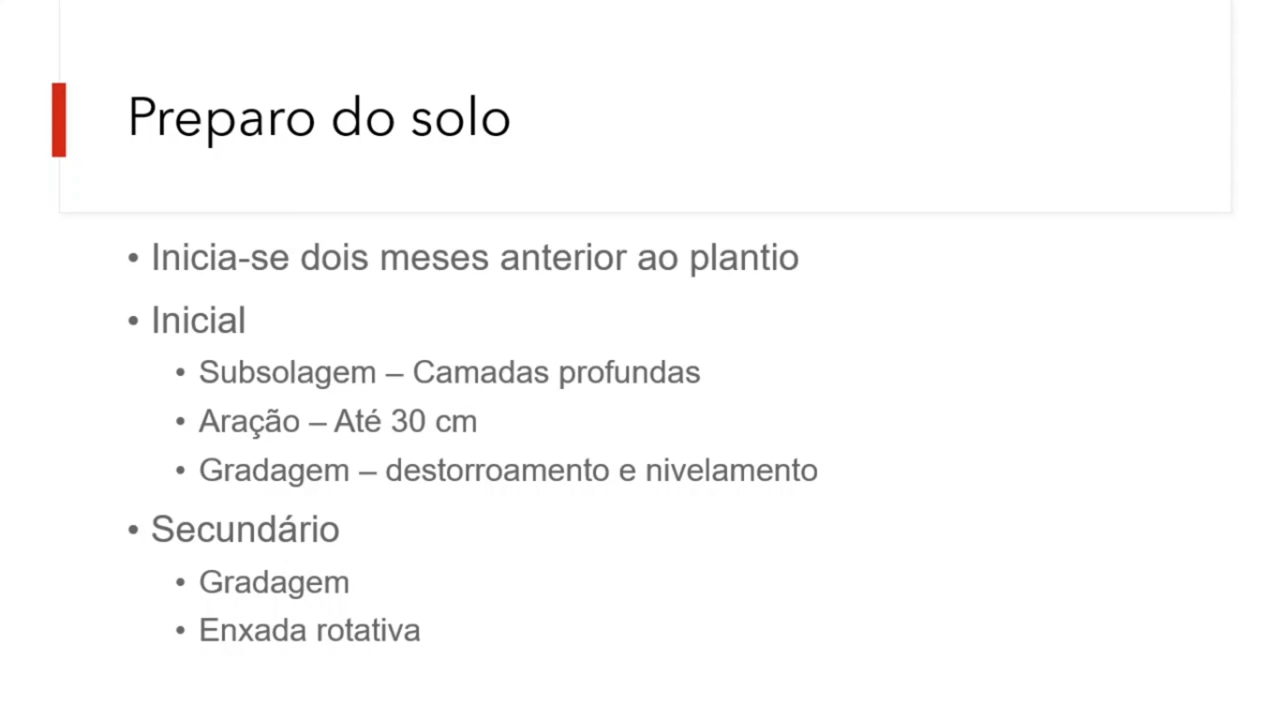 Preparo do solo
• Inicia-se dois meses anterior ao plantio
• Inicial
• Subsolagem – Camadas profundas
• Aração – Até 30 cm
• Gradagem – destorroamento e nivelamento
• Secundário
• Gradagem
• Enxada rotativa